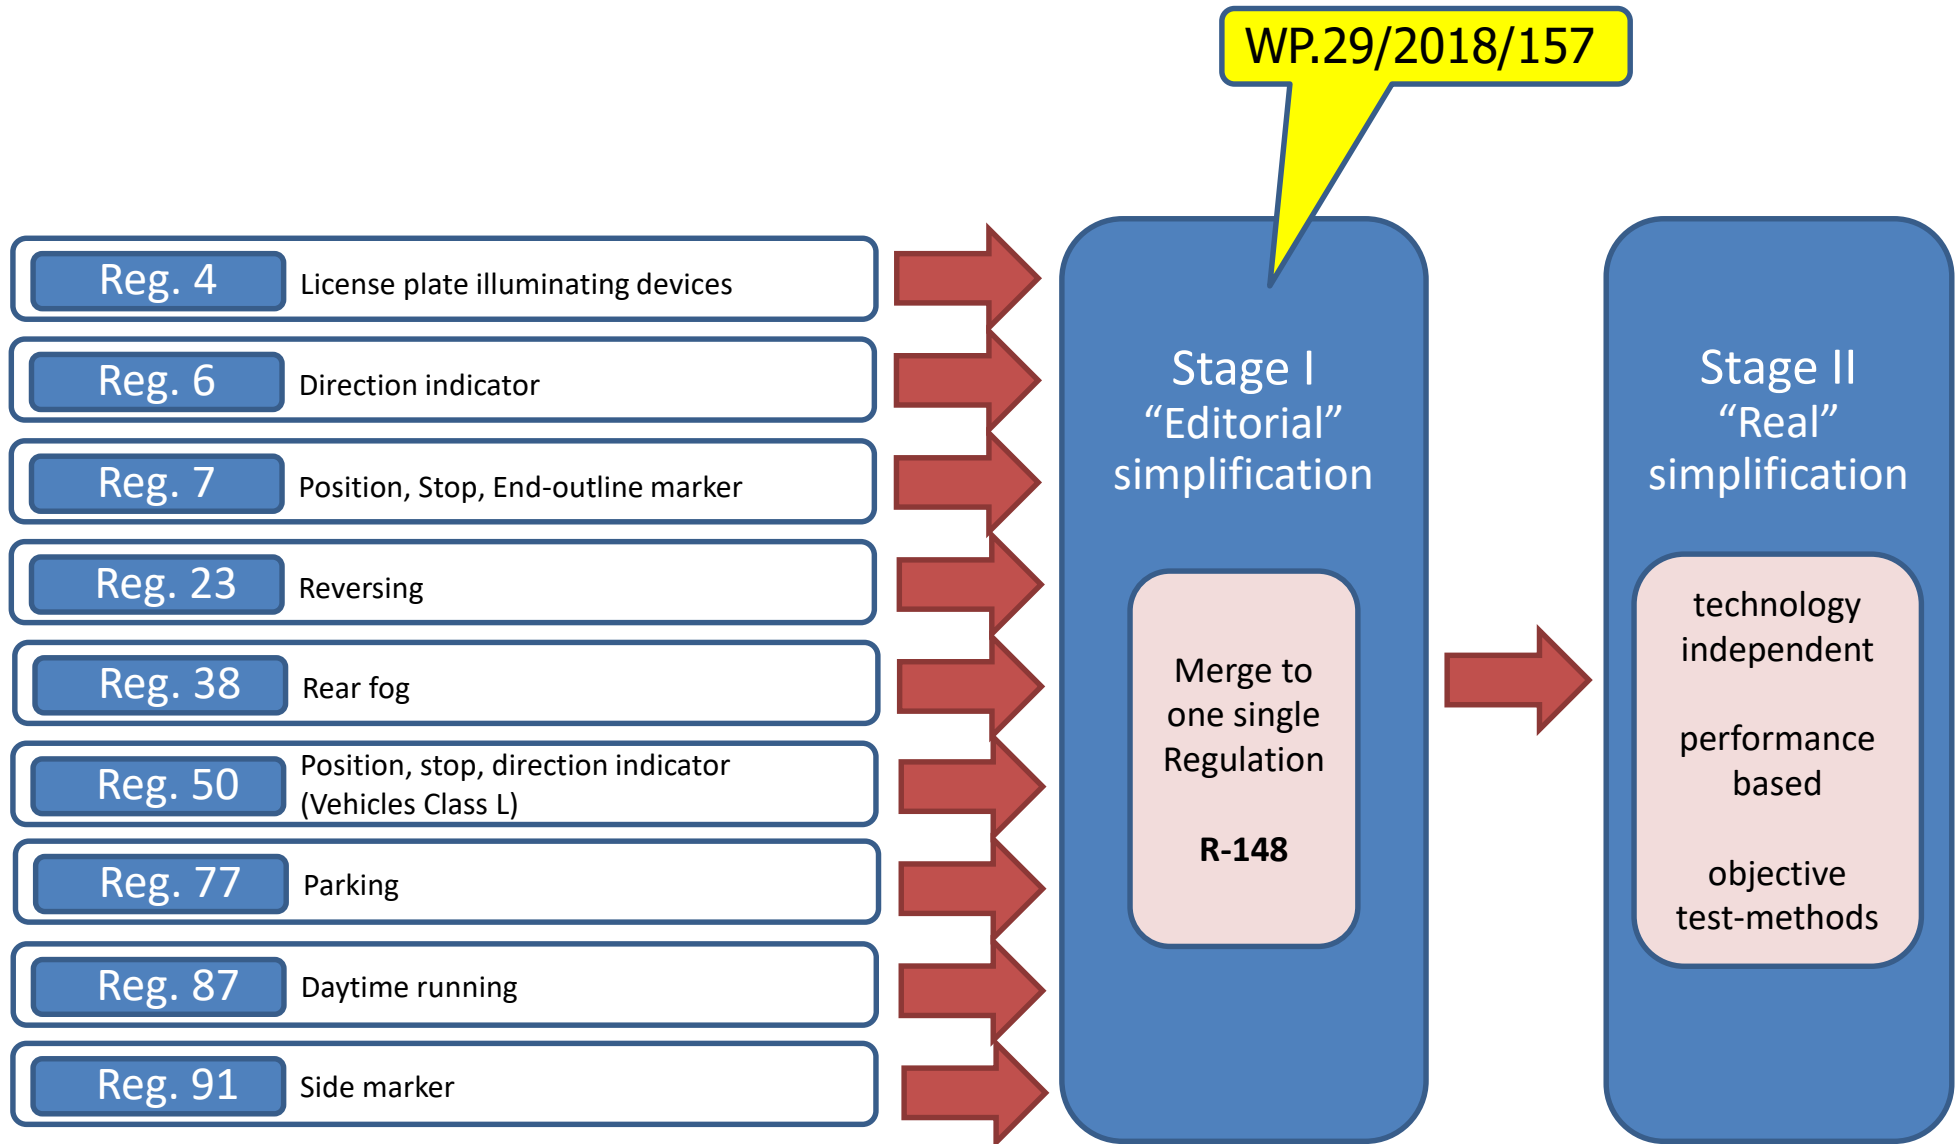 WP.29/2018/157
Reg. 4
License plate illuminating devices
Reg. 6
Direction indicator
Reg. 7
Position, Stop, End-outline marker
Reg. 23
Reversing
Reg. 38
Rear fog
Reg. 50
Position, stop, direction indicator
(Vehicles Class L)
Reg. 77
Parking
Reg. 87
Daytime running
Reg. 91
Side marker
Stage I
“Editorial”
simplification
Merge to
one single
Regulation
R-148
Stage II
“Real”
simplification
technology
independent
performance
based
objective
test-methods